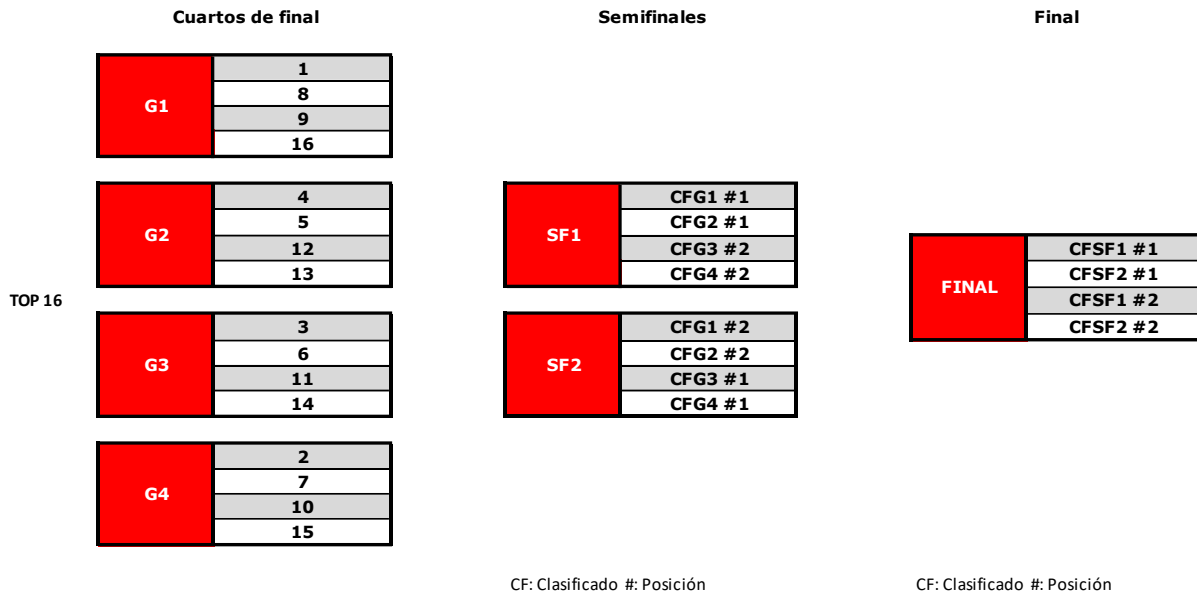 Cuartos de final
Semifinales
Final
TOP 16
G1
1
8
9
16
G2
4
5
12
13
G3
3
6
11
14
G4
2
7
10
15
SF1
CFG1 #1
CFG2 #1
CFG3 #2
CFG4 #2
SF2
CFG1 #2
CFG2 #2
CFG3 #1
CFG4 #1
FINAL
CFSF1 #1
CFSF2 #1
CFSF1 #2
CFSF2 #2
CF: Clasificado #: Posición
CF: Clasificado #: Posición